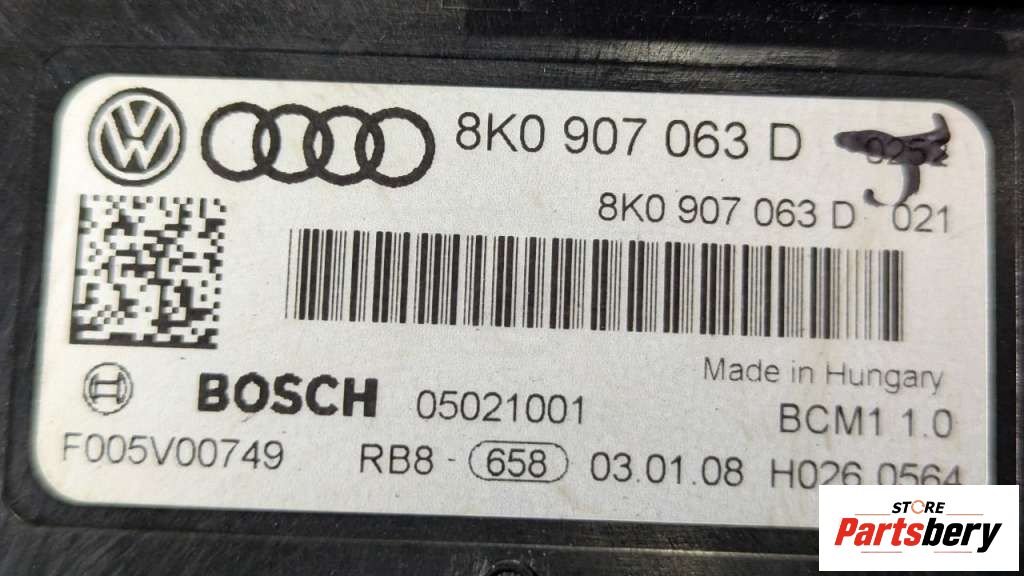 8K0 907 063 D 0252
J
8K0 907 063 D 021
Made in Hungary
BOSCH 05021001 BCM1 1.0
F005V00749 RB8 - 658 03.01.08 H026 0564
STORE
Partsbery